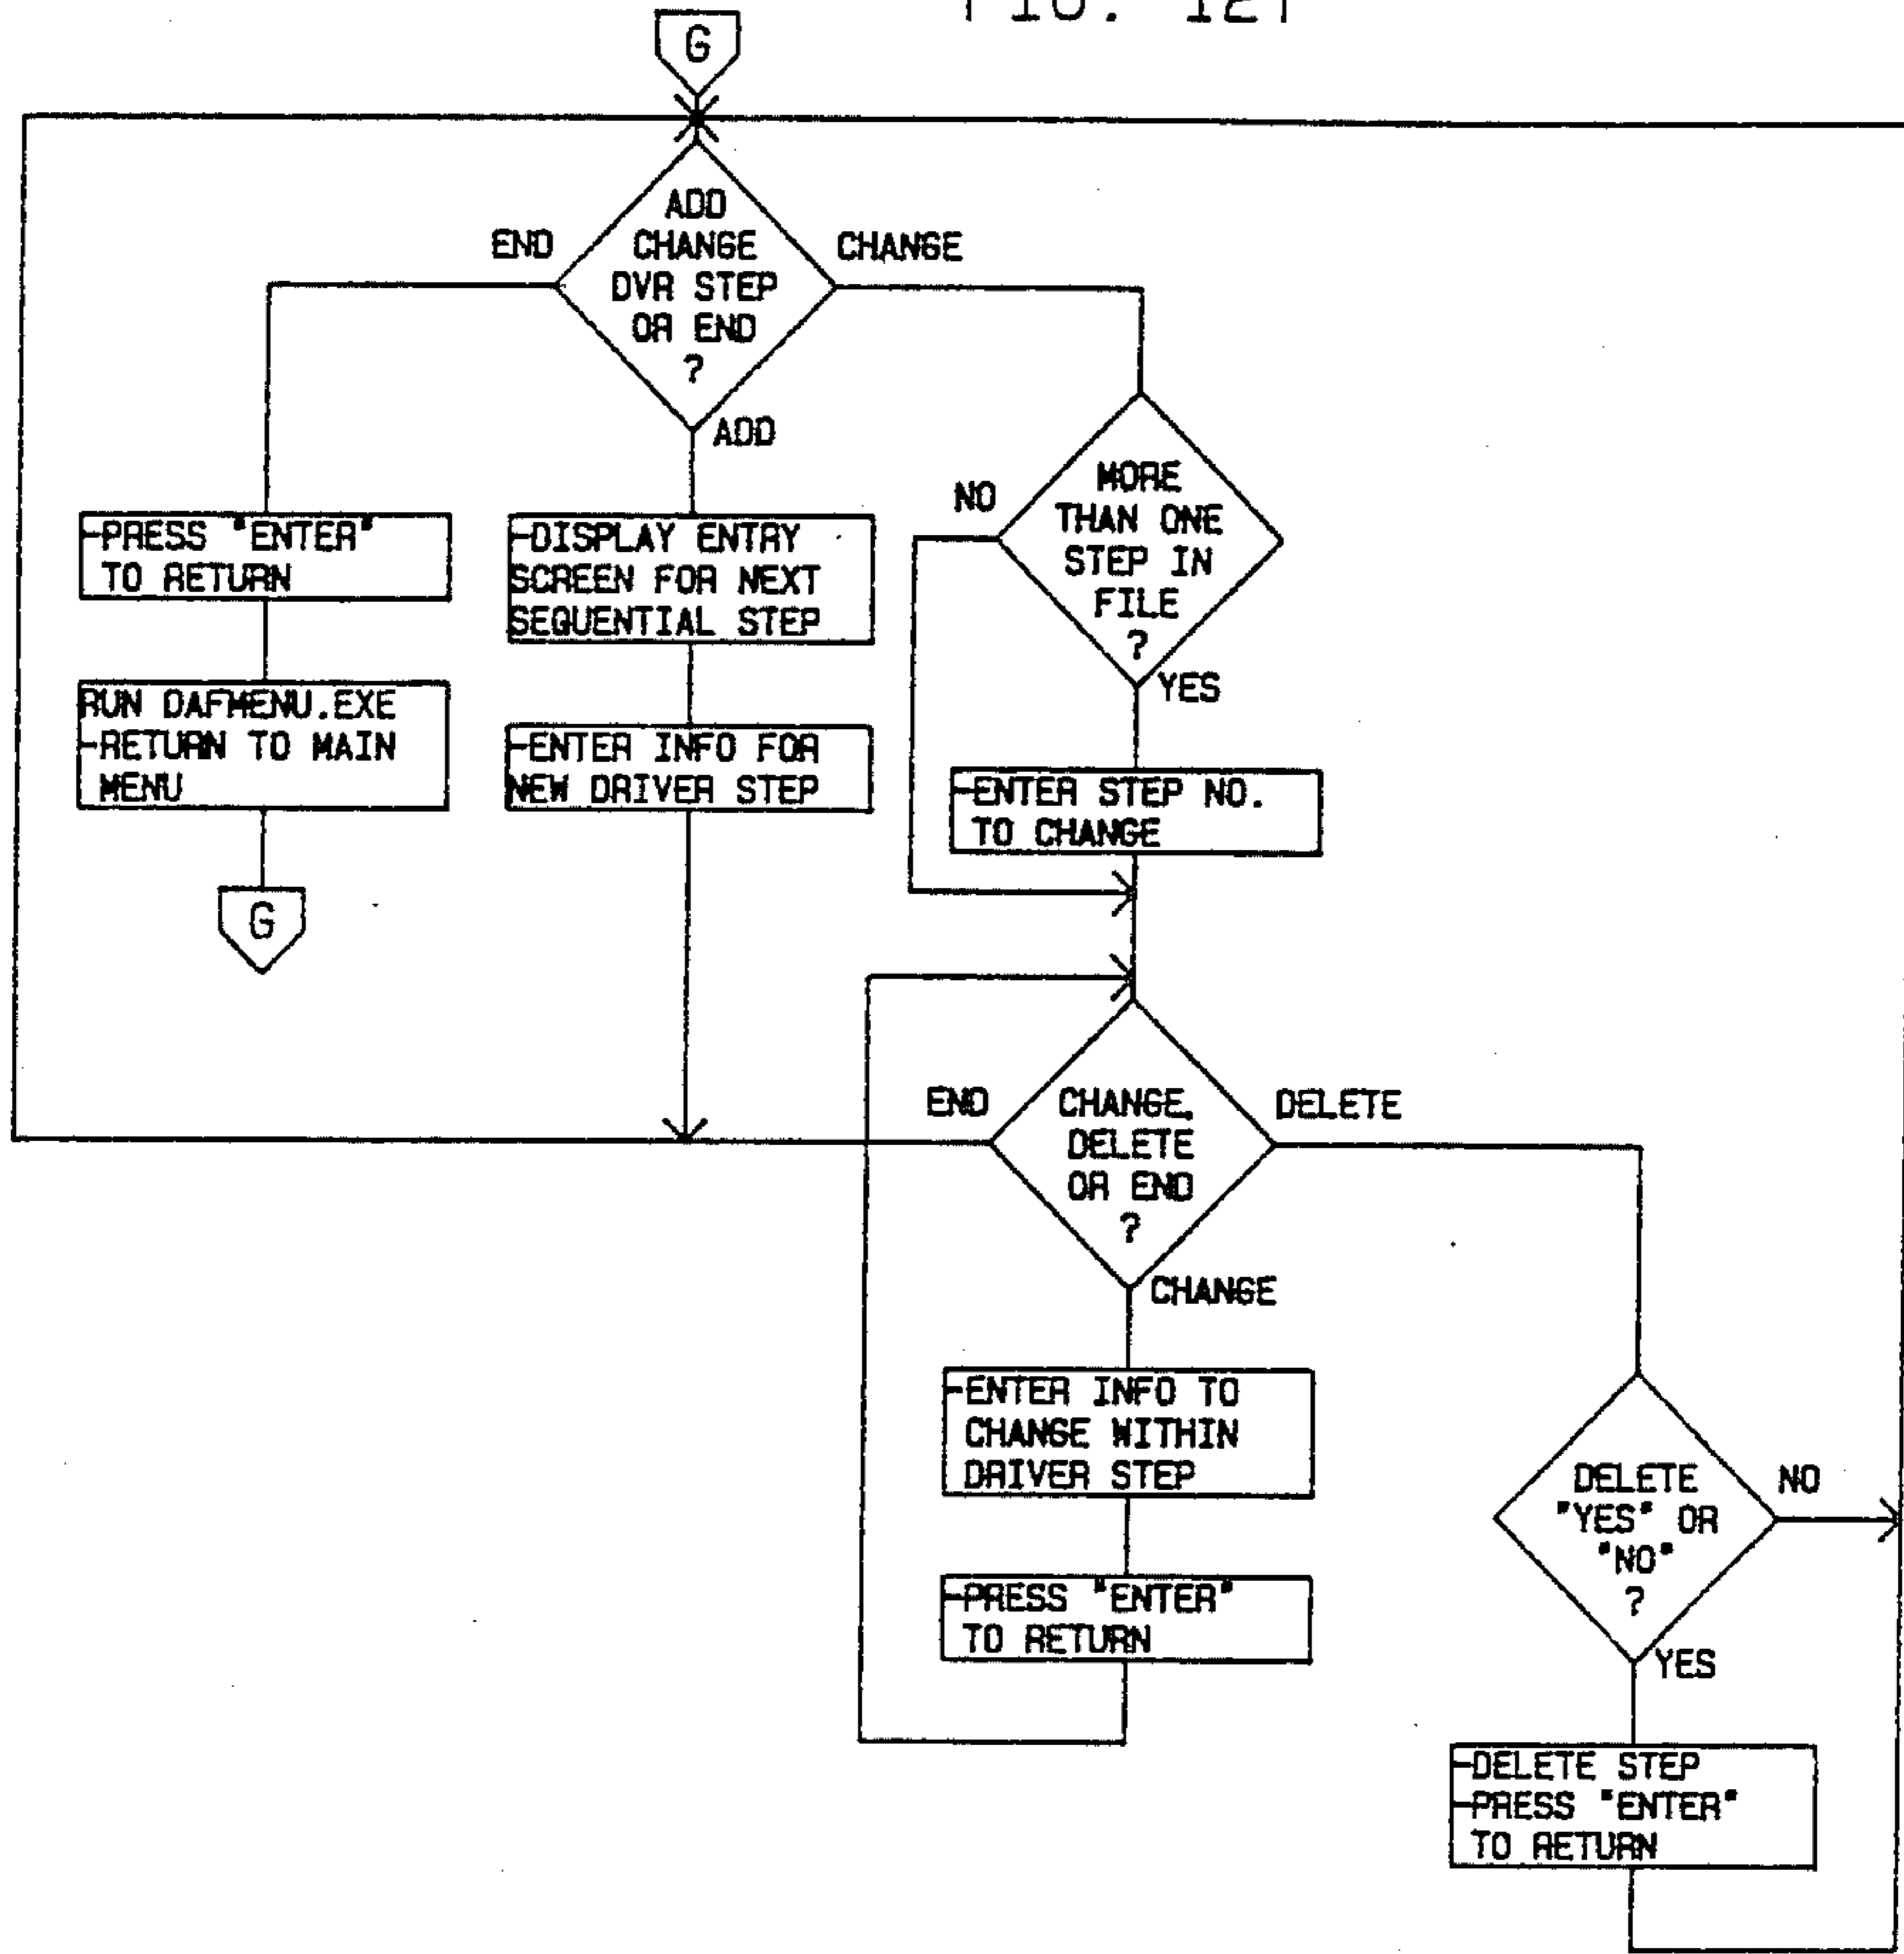 G
ADD
CHANGE
DVR STEP
OR END
?
END
CHANGE
ADD
-PRESS "ENTER"
TO RETURN
RUN DAFMENU.EXE
-RETURN TO MAIN
MENU
G
-DISPLAY ENTRY
SCREEN FOR NEXT
SEQUENTIAL STEP
-ENTER INFO FOR
NEW DRIVER STEP
MORE
THAN ONE
STEP IN
FILE
?
NO
YES
-ENTER STEP NO.
TO CHANGE
CHANGE,
DELETE
OR END
?
END
DELETE
CHANGE
-ENTER INFO TO
CHANGE WITHIN
DRIVER STEP
-PRESS "ENTER"
TO RETURN
DELETE
"YES" OR
"NO"
?
NO
YES
-DELETE STEP
-PRESS "ENTER"
TO RETURN